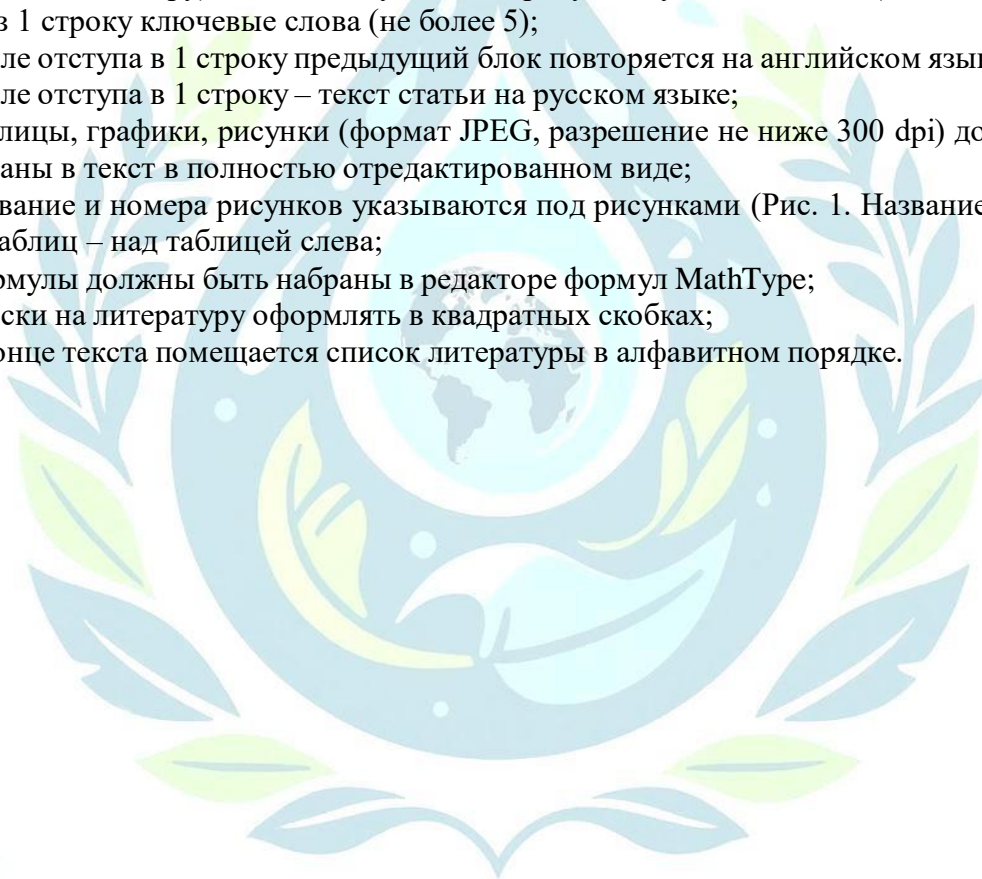 в 1 строку ключевые слова (не более 5);
ле отступа в 1 строку предыдущий блок повторяется на английском язы
ле отступа в 1 строку – текст статьи на русском языке;
лицы, графики, рисунки (формат JPEG, разрешение не ниже 300 dpi) до
аны в текст в полностью отредактированном виде;
вание и номера рисунков указываются под рисунками (Рис. 1. Название
аблиц – над таблицей слева;
рмулы должны быть набраны в редакторе формул MathType;
ски на литературу оформлять в квадратных скобках;
онце текста помещается список литературы в алфавитном порядке.